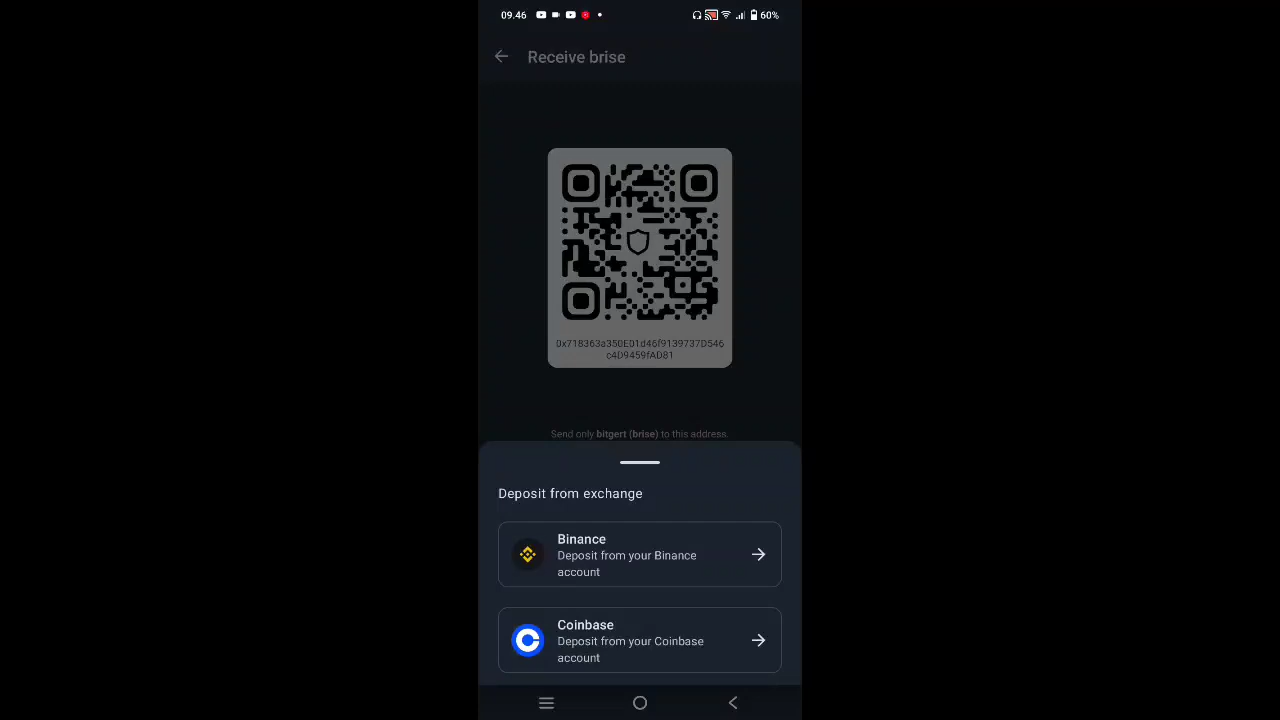 09.46
60%
Receive brise
0x718363a350E01d46f9139737D546
c4D9459fAD81
Send only bitgert (brise) to this address.
Deposit from exchange
Binance
Deposit from your Binance
account
Coinbase
Deposit from your Coinbase
account